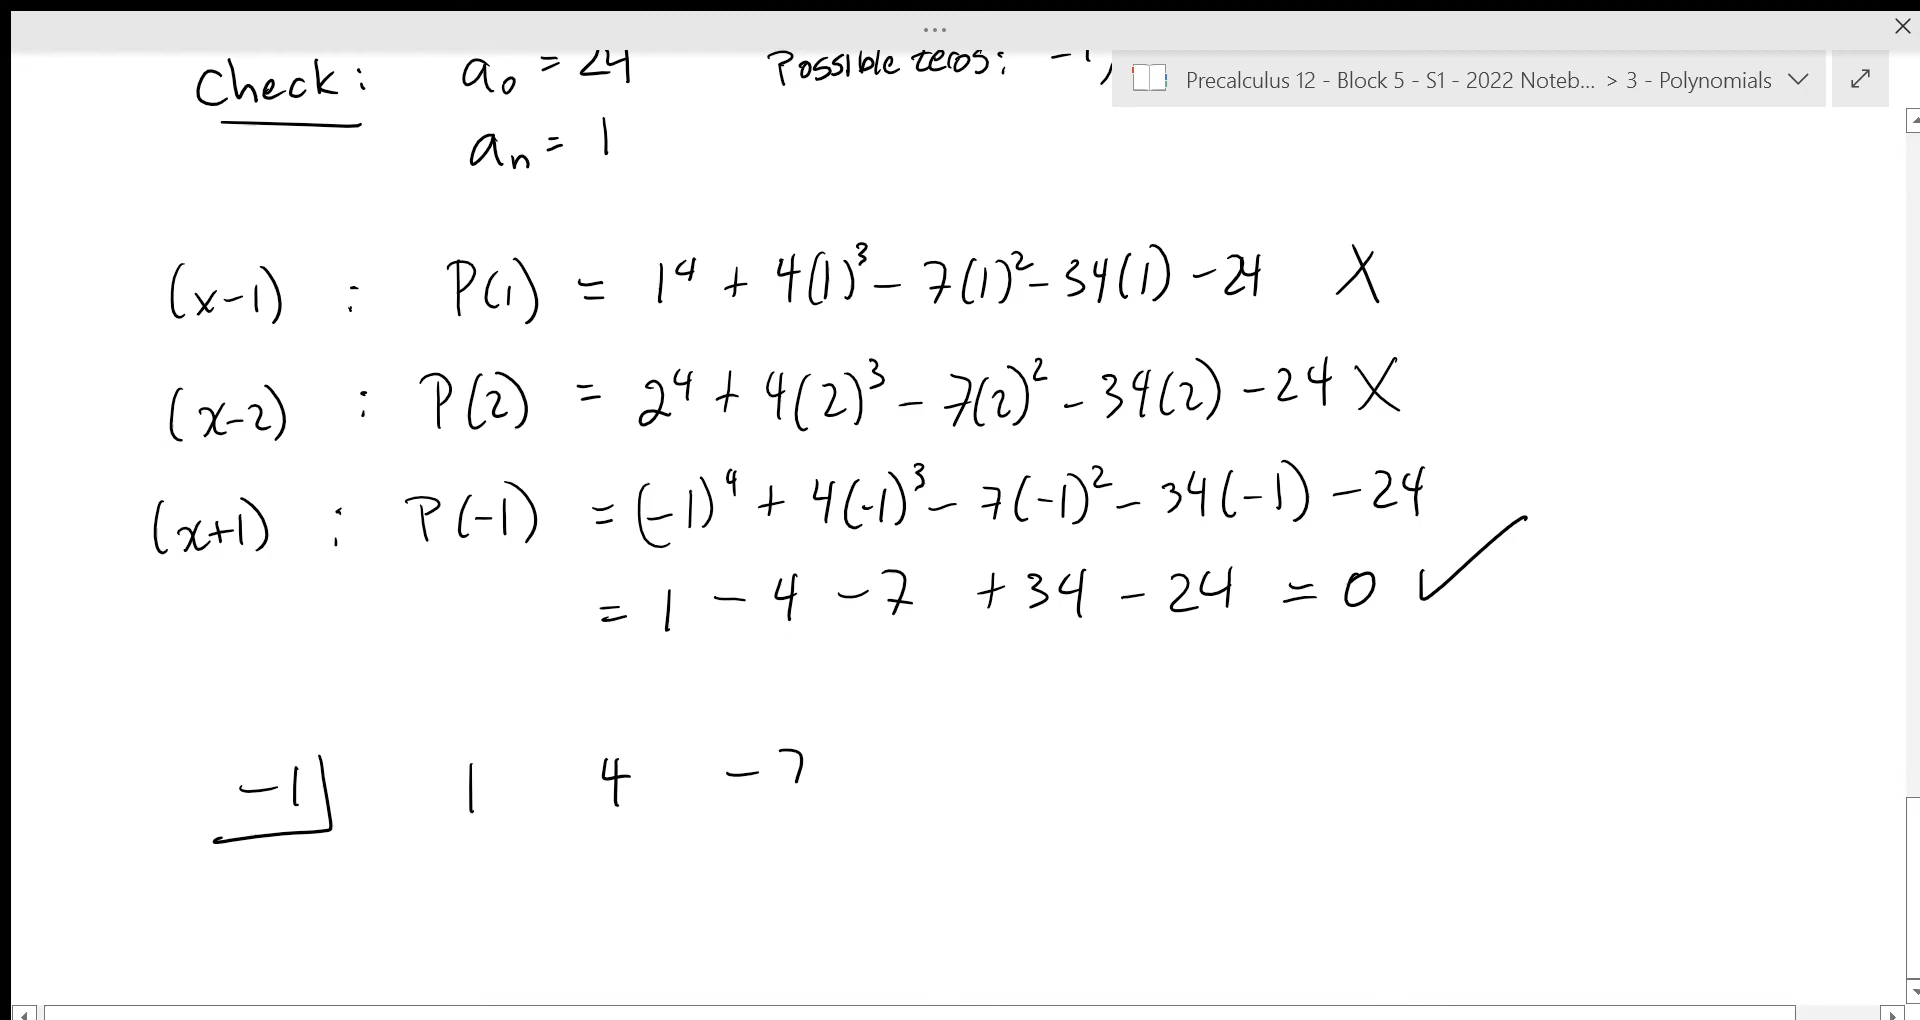 ...
Check: a₀ = 24 Possible zeros: -1,
Precalculus 12 - Block 5 - S1 - 2022 Noteb... > 3 - Polynomials
aₙ = 1
(x-1) : P(1) = 1⁴ + 4(1)³ - 7(1)² - 34(1) - 24 X
(x-2) : P(2) = 2⁴ + 4(2)³ - 7(2)² - 34(2) - 24 X
(x+1) : P(-1) = (-1)⁴ + 4(-1)³ - 7(-1)² - 34(-1) - 24
= 1 - 4 - 7 + 34 - 24 = 0 ✓
-1 1 4 -7